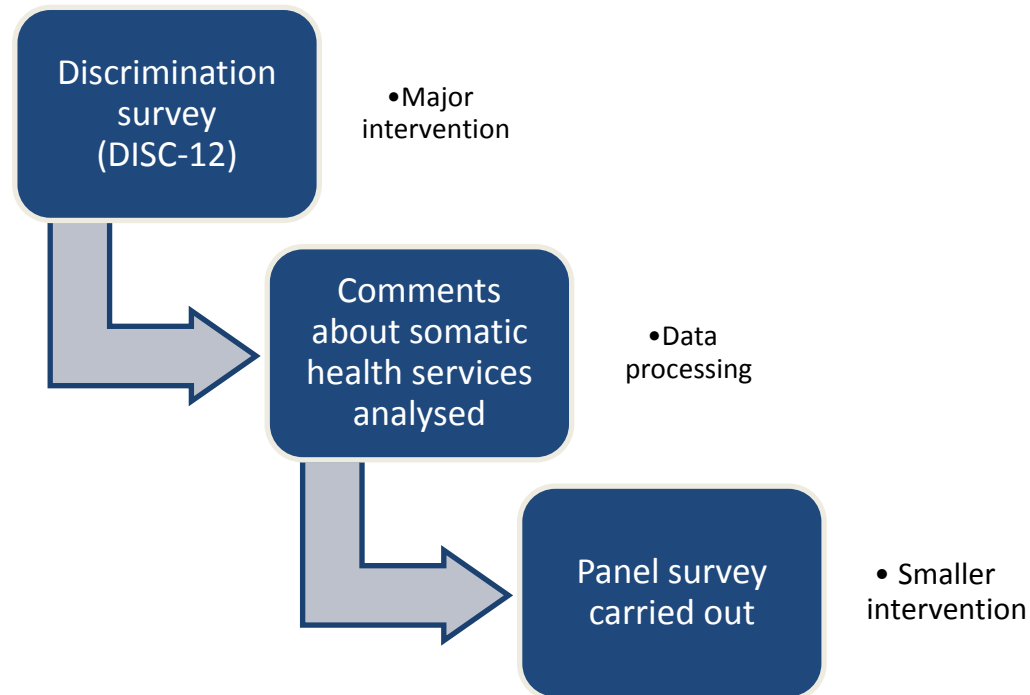 Discrimination
survey
(DISC-12)
•Major
intervention
Comments
about somatic
health services
analysed
•Data
processing
Panel survey
carried out
• Smaller
intervention